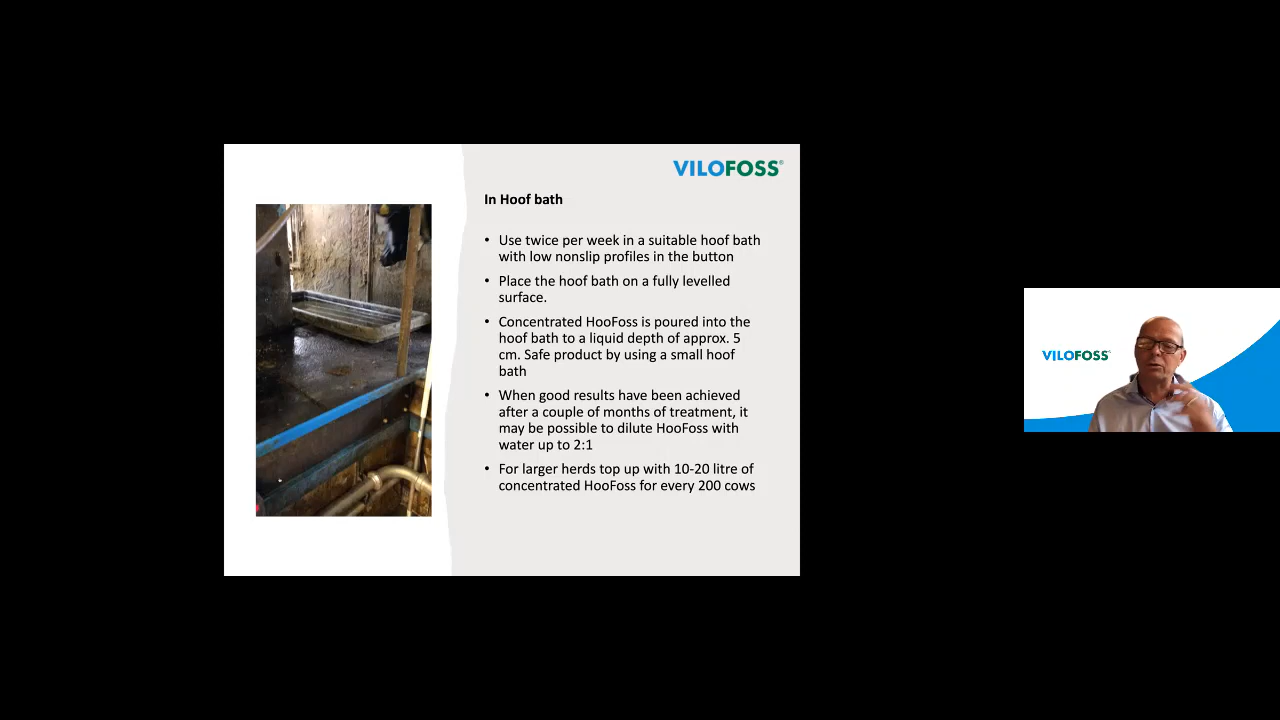 VILOFOSS®
In Hoof bath
• Use twice per week in a suitable hoof bath
with low nonslip profiles in the button
• Place the hoof bath on a fully levelled
surface.
• Concentrated HooFoss is poured into the
hoof bath to a liquid depth of approx. 5
cm. Safe product by using a small hoof
bath
• When good results have been achieved
after a couple of months of treatment, it
may be possible to dilute HooFoss with
water up to 2:1
• For larger herds top up with 10-20 litre of
concentrated HooFoss for every 200 cows
VILOFOSS®